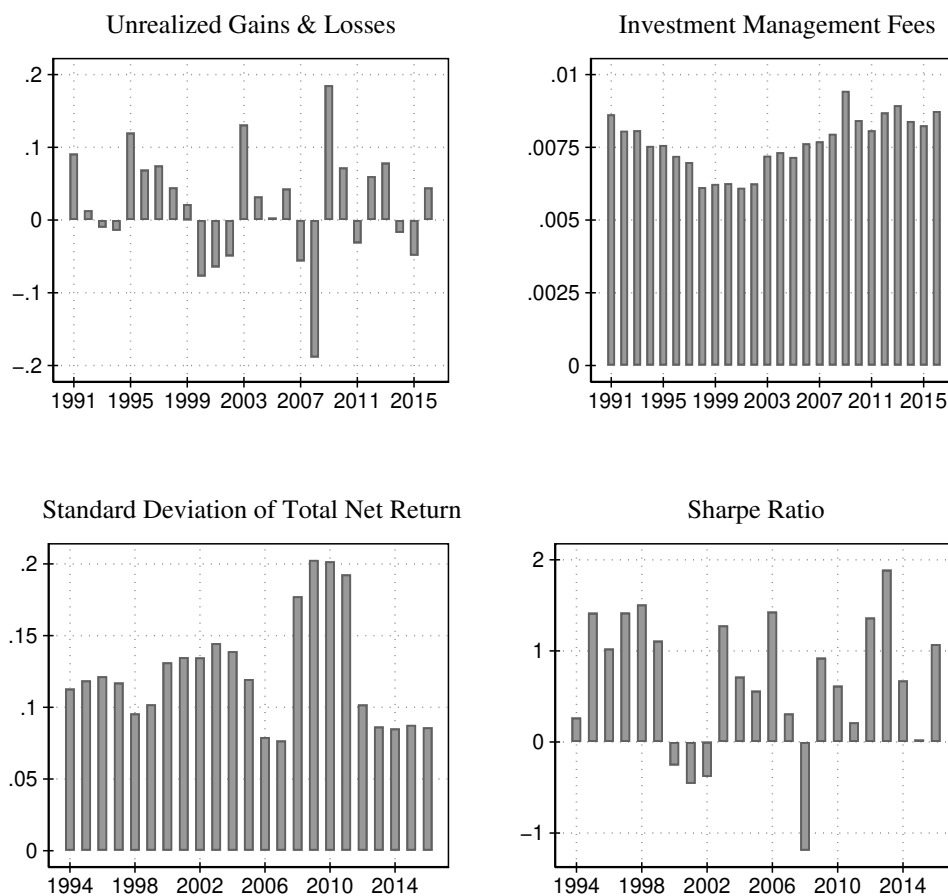 Unrealized Gains & Losses
.2
.1
0
−.1
−.2
1991 1995 1999 2003 2007 2011 2015
Investment Management Fees
.01
.0075
.005
.0025
0
1991 1995 1999 2003 2007 2011 2015
Standard Deviation of Total Net Return
.2
.15
.1
.05
0
1994 1998 2002 2006 2010 2014
Sharpe Ratio
2
1
0
−1
1994 1998 2002 2006 2010 2014